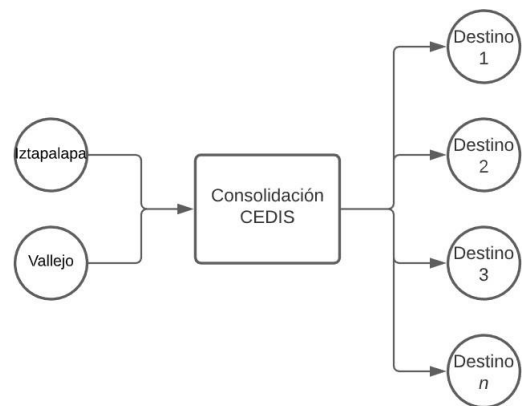 Iztapalapa
Vallejo
Consolidación
CEDIS
Destino
1
Destino
2
Destino
3
Destino
n